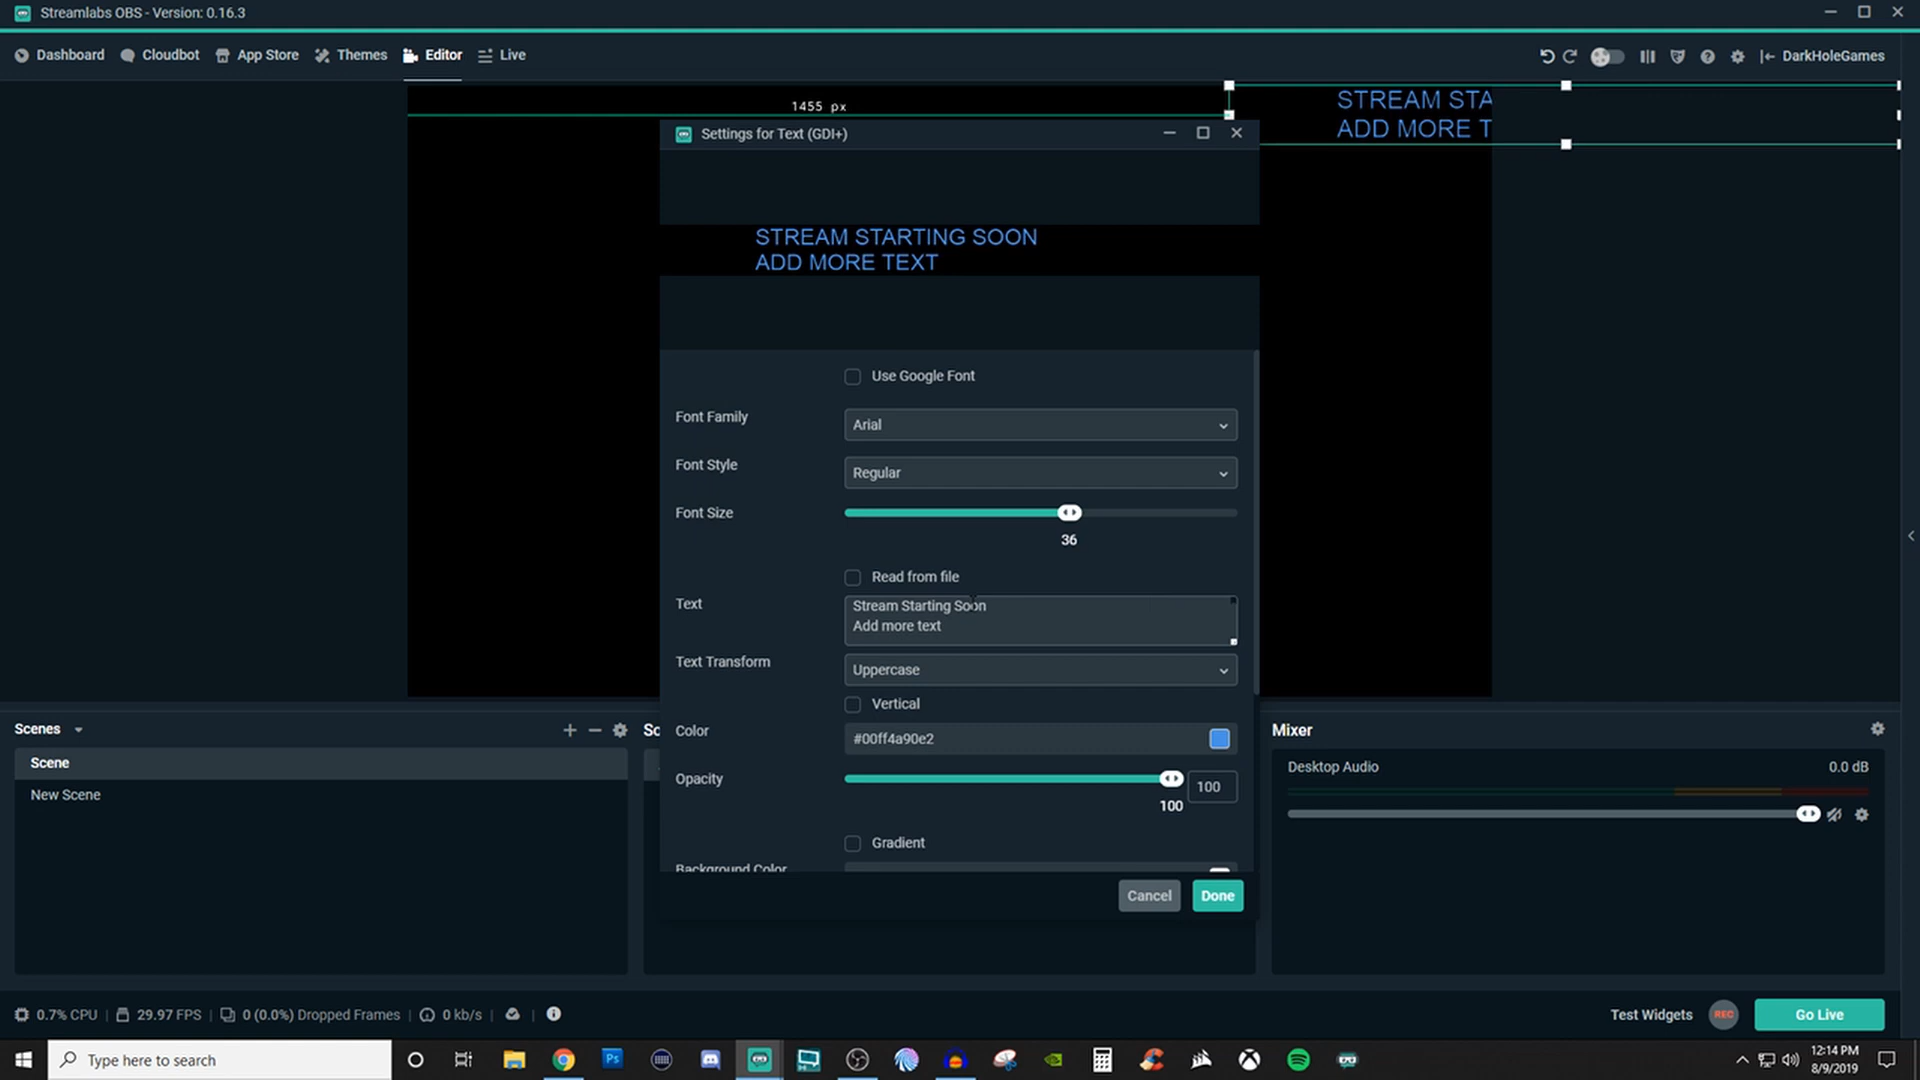 Streamlabs OBS - Version: 0.16.3
Dashboard
Cloudbot
App Store
Themes
Editor
Live
DarkHoleGames
1455 px
STREAM STA
ADD MORE T
Settings for Text (GDI+)
STREAM STARTING SOON
ADD MORE TEXT
Use Google Font
Font Family
Arial
Font Style
Regular
Font Size
36
Read from file
Text
Stream Starting Soon
Add more text
Text Transform
Uppercase
Vertical
Color
#00ff4a90e2
Opacity
100
100
Gradient
Background Color
Cancel
Done
Scenes
Scene
New Scene
So
Mixer
Desktop Audio
0.0 dB
0.7% CPU
29.97 FPS
0 (0.0%) Dropped Frames
0 kb/s
Test Widgets
REC
Go Live
Type here to search
Ps
12:14 PM
8/9/2019